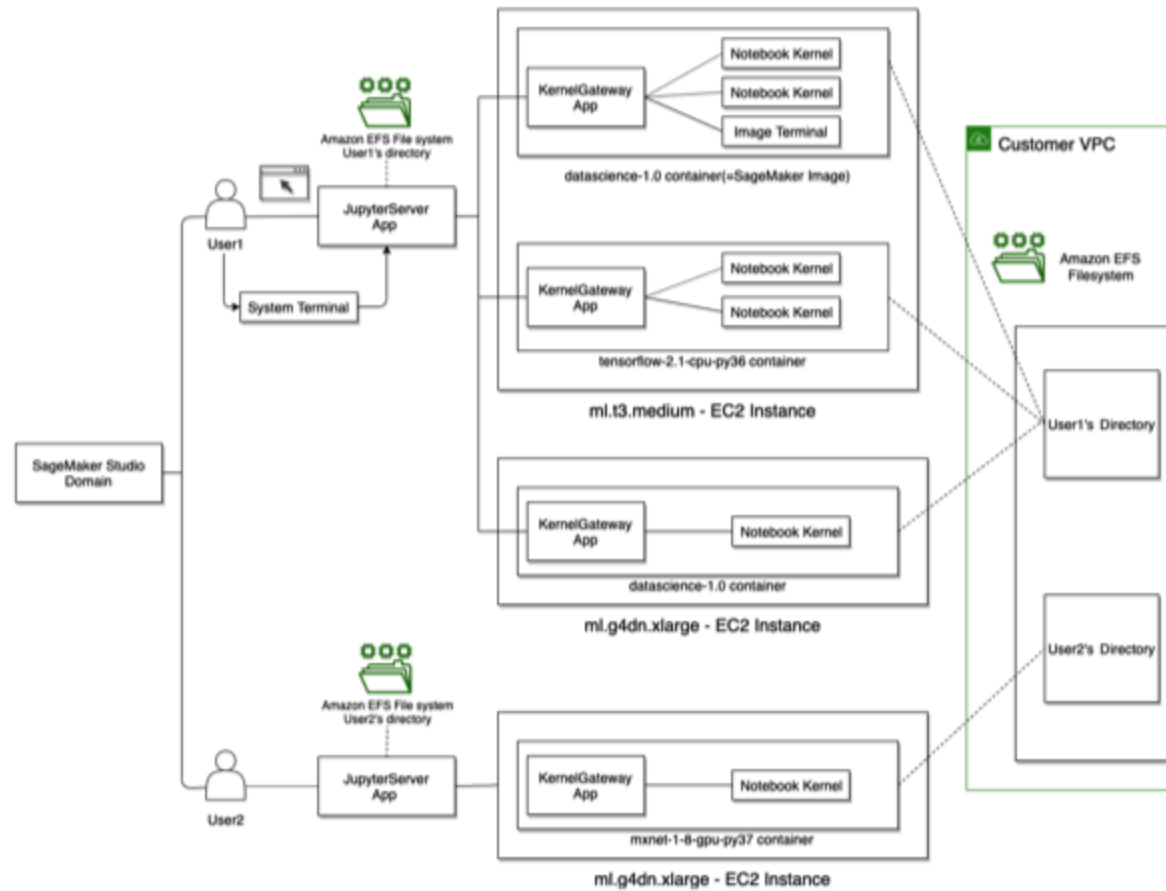 Notebook Kernel
KernelGateway
App
Notebook Kernel
Image Terminal
datascience-1.0 container(=SageMaker Image)
Amazon EFS File system
User1's directory
JupyterServer
App
User1
System Terminal
Notebook Kernel
KernelGateway
App
Notebook Kernel
tensorflow-2.1-cpu-py36 container
ml.t3.medium - EC2 Instance
Customer VPC
Amazon EFS
Filesystem
User1's Directory
User2's Directory
SageMaker Studio
Domain
KernelGateway
App
Notebook Kernel
datascience-1.0 container
ml.g4dn.xlarge - EC2 Instance
Amazon EFS File system
User2's directory
JupyterServer
App
User2
KernelGateway
App
Notebook Kernel
mxnet-1-8-gpu-py37 container
ml.g4dn.xlarge - EC2 Instance